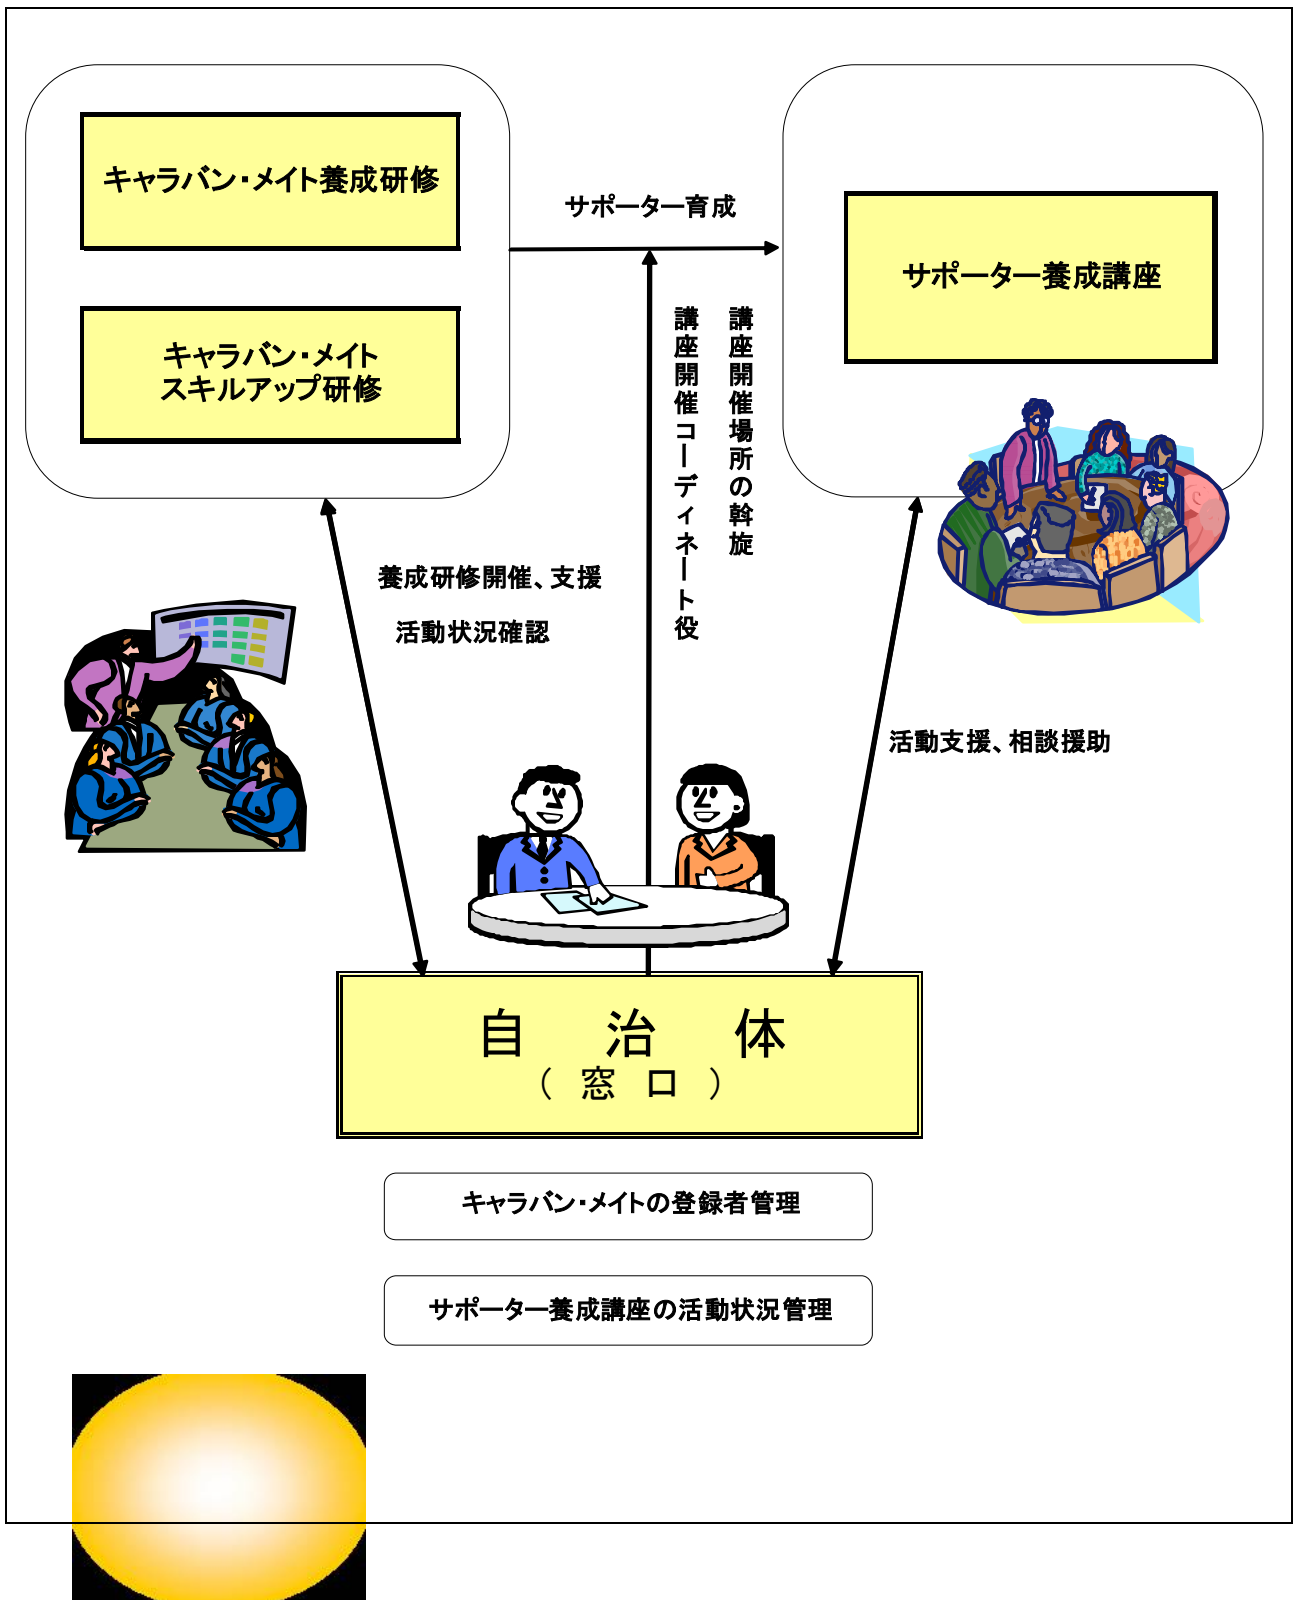 キャラバン・メイト養成研修
キャラバン・メイト
スキルアップ研修
サポーター育成
サポーター養成講座
講座開催場所の斡旋
講座開催コーディネート役
養成研修開催、支援
活動状況確認
活動支援、相談援助
自治体
（窓口）
キャラバン・メイトの登録者管理
サポーター養成講座の活動状況管理